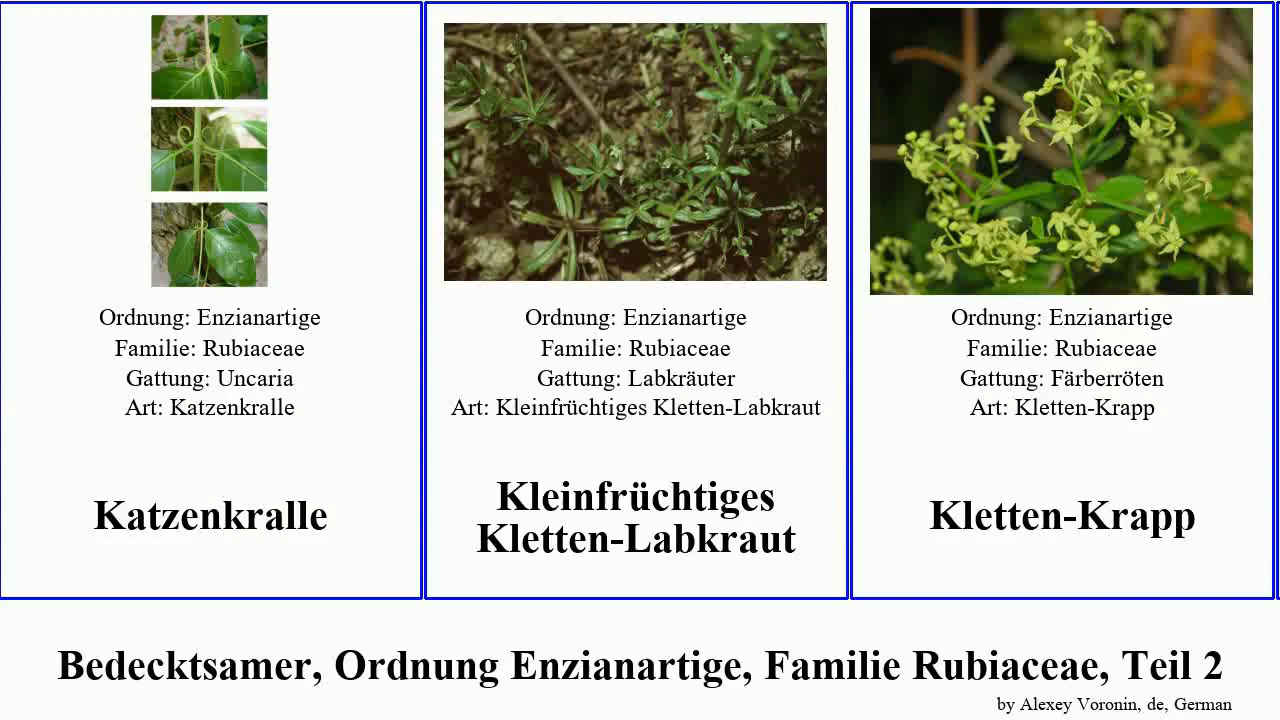 Ordnung: Enzianartige
Familie: Rubiaceae
Gattung: Uncaria
Art: Katzenkralle
Katzenkralle
Ordnung: Enzianartige
Familie: Rubiaceae
Gattung: Labkräuter
Art: Kleinfrüchtiges Kletten-Labkraut
Kleinfrüchtiges
Kletten-Labkraut
Ordnung: Enzianartige
Familie: Rubiaceae
Gattung: Färberröten
Art: Kletten-Krapp
Kletten-Krapp
Bedecktsamer, Ordnung Enzianartige, Familie Rubiaceae, Teil 2
by Alexey Voronin, de, German